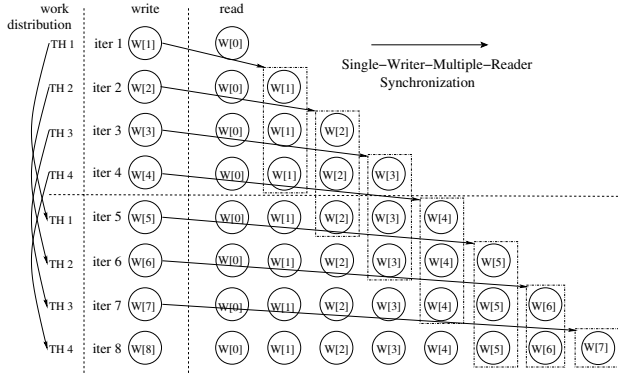 work distribution write read
TH 1 iter 1 W[1] W[0]
TH 2 iter 2 W[2] W[0] W[1]
TH 3 iter 3 W[3] W[0] W[1] W[2]
TH 4 iter 4 W[4] W[0] W[1] W[2] W[3]
TH 1 iter 5 W[5] W[0] W[1] W[2] W[3] W[4]
TH 2 iter 6 W[6] W[0] W[1] W[2] W[3] W[4] W[5]
TH 3 iter 7 W[7] W[0] W[1] W[2] W[3] W[4] W[5] W[6]
TH 4 iter 8 W[8] W[0] W[1] W[2] W[3] W[4] W[5] W[6] W[7]
Single−Writer−Multiple−Reader
Synchronization